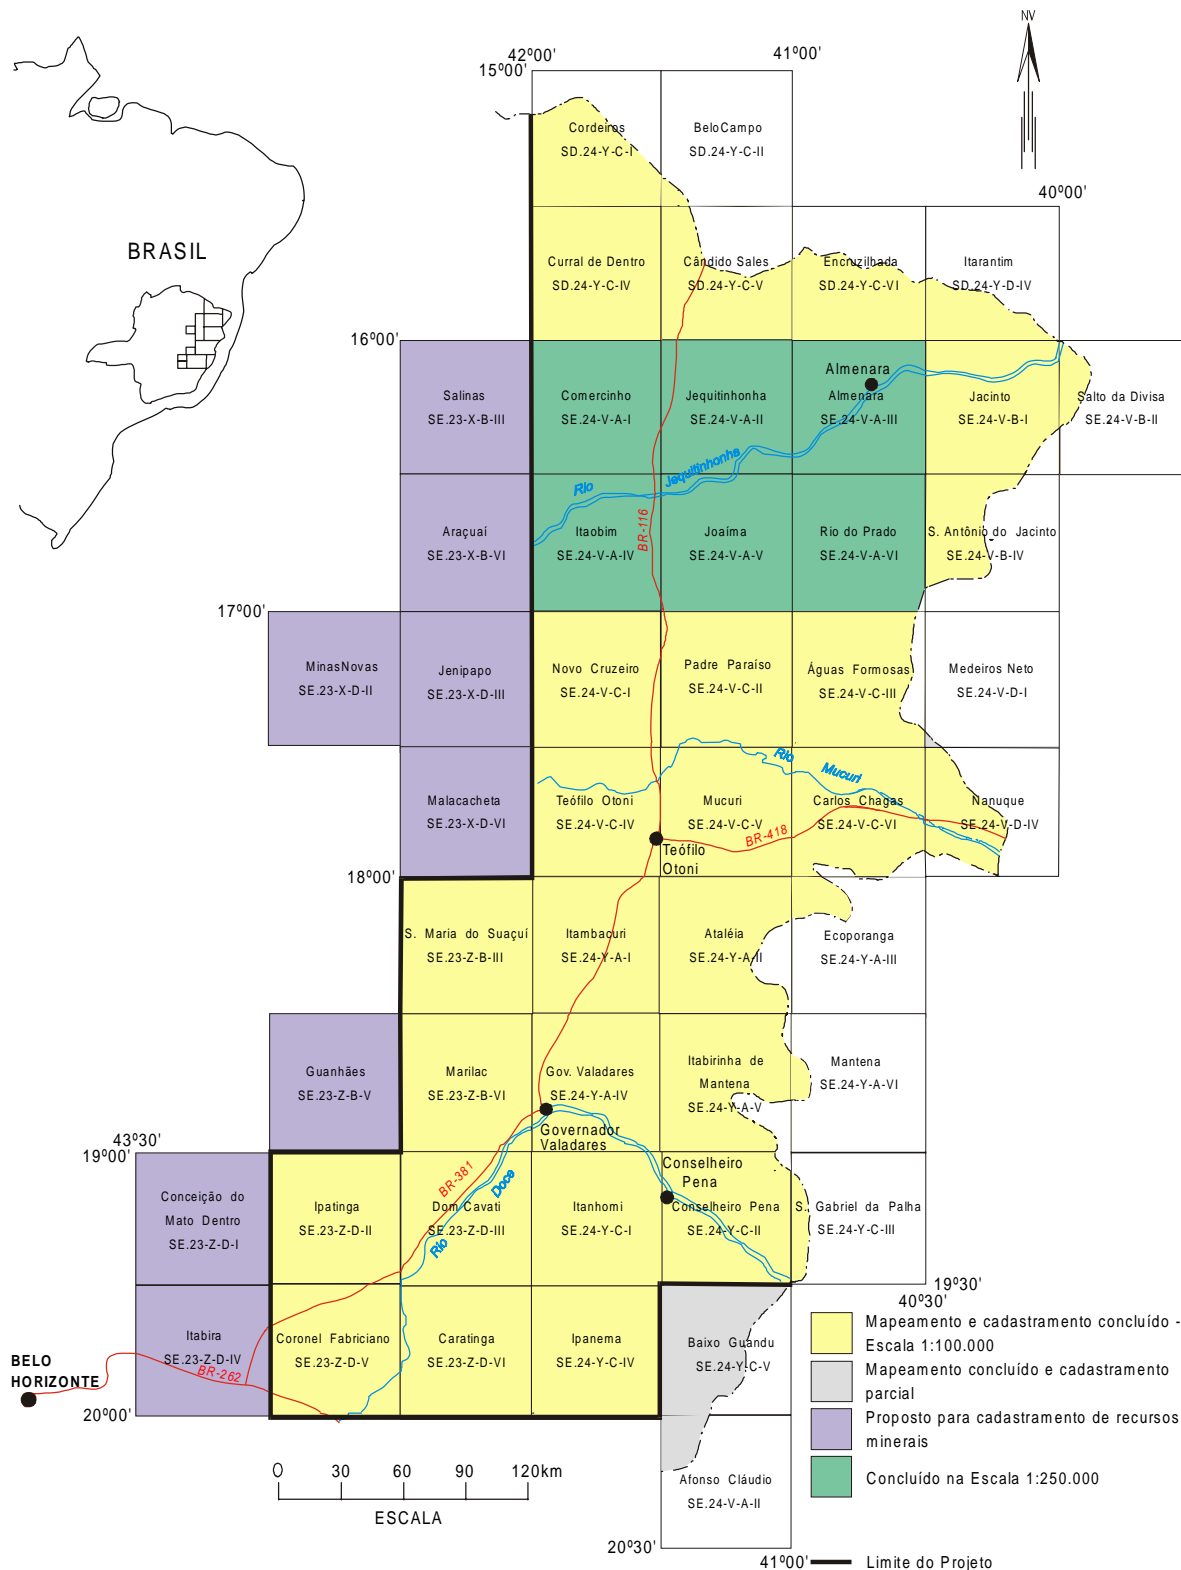 NV
42º00'
41º00'
15º00'
Cordeiros
SD.24-Y-C-I
BeloCampo
SD.24-Y-C-II
40º00'
BRASIL
Curral de Dentro
SD.24-Y-C-IV
Cândido Sales
SD.24-Y-C-V
Encruzilhada
SD.24-Y-C-VI
Itarantim
SD.24-Y-D-IV
16º00'
Salinas
SE.23-X-B-III
Comercinho
SE.24-V-A-I
Jequitinhonha
SE.24-V-A-II
Almenara
Almenara
SE.24-V-A-III
Jacinto
SE.24-V-B-I
Salto da Divisa
SE.24-V-B-II
Rio
Jequitinhonha
BR-116
Araçuaí
SE.23-X-B-VI
Itaobim
SE.24-V-A-IV
Joaíma
SE.24-V-A-V
Rio do Prado
SE.24-V-A-VI
S. Antônio do Jacinto
SE.24-V-B-IV
17º00'
MinasNovas
SE.23-X-D-II
Jenipapo
SE.23-X-D-III
Novo Cruzeiro
SE.24-V-C-I
Padre Paraíso
SE.24-V-C-II
Águas Formosas
SE.24-V-C-III
Medeiros Neto
SE.24-V-D-I
Rio
Mucuri
Malacacheta
SE.23-X-D-VI
Teófilo Otoni
SE.24-V-C-IV
Mucuri
SE.24-V-C-V
Carlos Chagas
SE.24-V-C-VI
Nanuque
SE.24-V-D-IV
BR-418
Teófilo
Otoni
18º00'
S. Maria do Suaçuí
SE.23-Z-B-III
Itambacuri
SE.24-Y-A-I
Ataléia
SE.24-Y-A-II
Ecoporanga
SE.24-Y-A-III
Guanhães
SE.23-Z-B-V
Marilac
SE.23-Z-B-VI
Gov. Valadares
SE.24-Y-A-IV
Itabirinha de
Mantena
SE.24-Y-A-V
Mantena
SE.24-Y-A-VI
Governador
Valadares
43º30'
19º00'
Conceição do
Mato Dentro
SE.23-Z-D-I
Ipatinga
SE.23-Z-D-II
BR-381
Rio
Doce
Dom Cavati
SE.23-Z-D-III
Itanhomi
SE.24-Y-C-I
Conselheiro
Pena
Conselheiro Pena
SE.24-Y-C-II
S. Gabriel da Palha
SE.24-Y-C-III
19º30'
40º30'
Itabira
SE.23-Z-D-IV
BR-262
Coronel Fabriciano
SE.23-Z-D-V
Caratinga
SE.23-Z-D-VI
Ipanema
SE.24-Y-C-IV
Baixo Guandu
SE.24-Y-C-V
BELO
HORIZONTE
20º00'
Afonso Cláudio
SE.24-V-A-II
20º30'
41º00'
0 30 60 90 120km
ESCALA
Mapeamento e cadastramento concluído -
Escala 1:100.000
Mapeamento concluído e cadastramento
parcial
Proposto para cadastramento de recursos
minerais
Concluído na Escala 1:250.000
Limite do Projeto